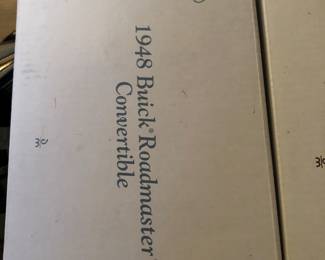 1948 Buick® Roadmaster
Convertible